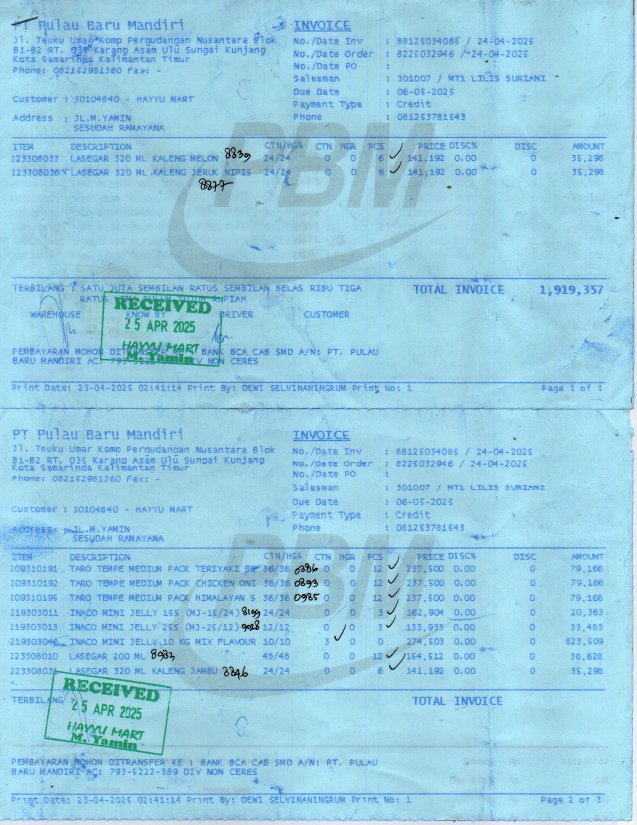 PT Pulau Baru Mandiri
Jl. Teuku Umar Komp Pergudangan Nusantara Blok
B1-B2 RT. 035 Karang Asam Ulu Sungai Kunjang
Kota Samarinda Kalimantan Timur
Phone: 082152981360 Fax: -
INVOICE
No./Date Inv : 88125034085 / 24-04-2025
No./Date Order : 8225032946 / 24-04-2025
No./Date PO :
Salesman : 301007 / MT1 LILIS SURIANI
Due Date : 06-05-2025
Payment Type : Credit
Phone : 081253781543
Customer : 30104840 - HAYYU MART
Address : JL.M.YAMIN
SESUDAH RAMAYANA
PBM
ITEM DESCRIPTION CTN/HGR CTN HGR PCS PRICE DISC% DISC AMOUNT
223308033 LASEGAR 320 ML KALENG MELON 8839 24/24 0 0 6 141,192 0.00 0 35,298
223308036 LASEGAR 320 ML KALENG JERUK NIPIS 24/24 0 0 6 141,192 0.00 0 35,298
8877
TERBILANG : SATU JUTA SEMBILAN RATUS SEMBILAN BELAS RIBU TIGA
RATUS RUPIAH
TOTAL INVOICE 1,919,357
WAREHOUSE KNOW BY DRIVER CUSTOMER
RECEIVED
25 APR 2025
HAYYU MART
M. Yamin
PEMBAYARAN MOHON DITRANSFER KE : BANK BCA CAB SMD A/N: PT. PULAU
BARU MANDIRI AC: 793-5222 DIV NON CERES
Print Date: 23-04-2025 02:41:14 Print By: DEWI SELVINANINGRUM Print No: 1 Page 3 of 3
PT Pulau Baru Mandiri
Jl. Teuku Umar Komp Pergudangan Nusantara Blok
B1-B2 RT. 035 Karang Asam Ulu Sungai Kunjang
Kota Samarinda Kalimantan Timur
Phone: 082152981360 Fax: -
INVOICE
No./Date Inv : 88125034085 / 24-04-2025
No./Date Order : 8225032946 / 24-04-2025
No./Date PO :
Salesman : 301007 / MT1 LILIS SURIANI
Due Date : 06-05-2025
Payment Type : Credit
Phone : 081253781543
Customer : 30104840 - HAYYU MART
Address : JL.M.YAMIN
SESUDAH RAMAYANA
PBM
ITEM DESCRIPTION CTN/HGR CTN HGR PCS PRICE DISC% DISC AMOUNT
209310191 TARO TEMPE MEDIUM PACK TERIYAKI BB 36/36 0886 0 12 237,500 0.00 0 79,166
209310192 TARO TEMPE MEDIUM PACK CHICKEN ONI 36/36 0893 0 12 237,500 0.00 0 79,166
209310195 TARO TEMPE MEDIUM PACK HIMALAYAN S 36/36 0985 0 12 237,500 0.00 0 79,166
219303011 INACO MINI JELLY 15S (MJ-15/24) 8199 24/24 0 0 3 162,904 0.00 0 20,363
219303013 INACO MINI JELLY 25S (MJ-25/12) 9028 12/12 0 0 3 133,933 0.00 0 33,483
219303046 INACO MINI JELLY 10 KG MIX FLAVOUR 10/10 3 0 0 274,503 0.00 0 823,509
223308010 LASEGAR 200 ML 8983 48/48 0 0 12 154,512 0.00 0 38,628
223308031 LASEGAR 320 ML KALENG JAMBU 8846 24/24 0 0 6 141,192 0.00 0 35,298
TERBILANG :
TOTAL INVOICE
RECEIVED
25 APR 2025
HAYYU MART
M. Yamin
PEMBAYARAN MOHON DITRANSFER KE : BANK BCA CAB SMD A/N: PT. PULAU
BARU MANDIRI AC: 793-5222-389 DIV NON CERES
Print Date: 23-04-2025 02:41:14 Print By: DEWI SELVINANINGRUM Print No: 1 Page 2 of 3